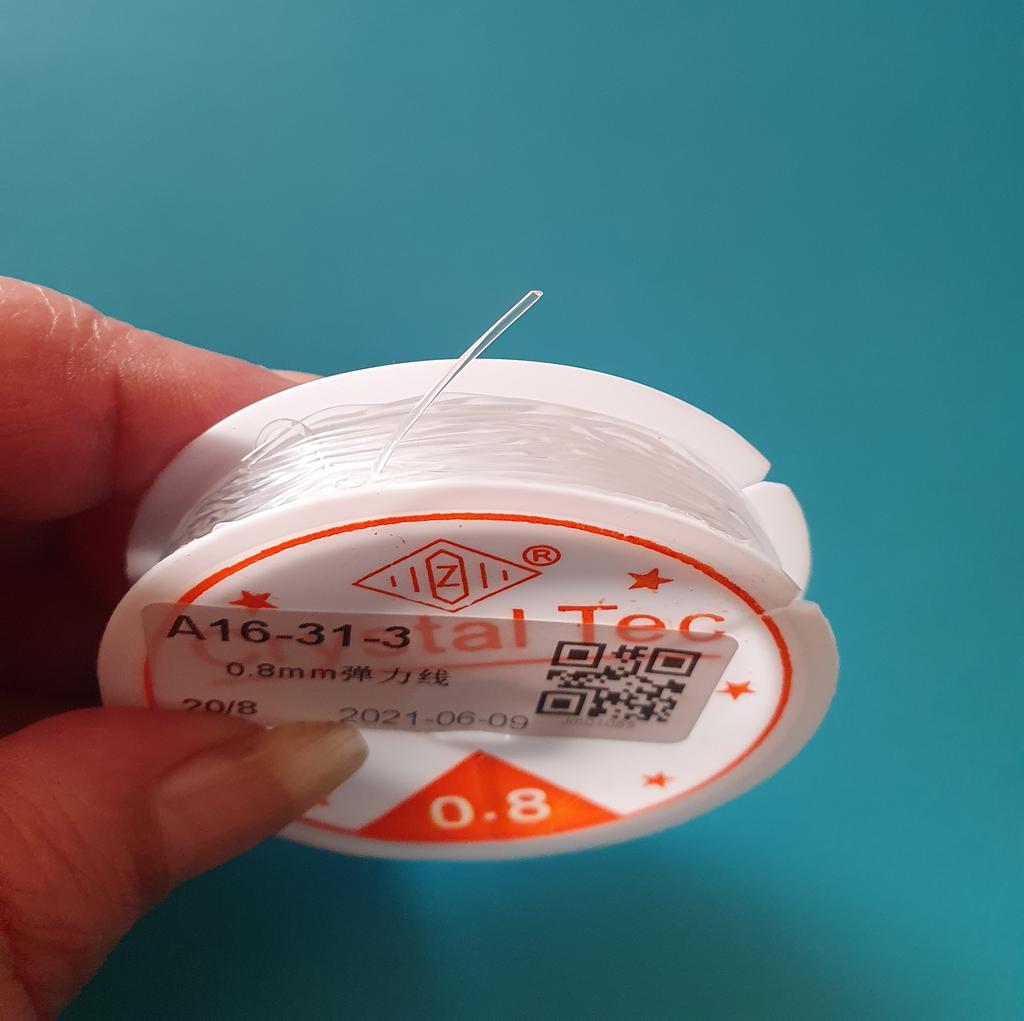 Z ®
Crystal Tec
A16-31-3
0.8mm弹力线
20/8 2021-06-09
0.8